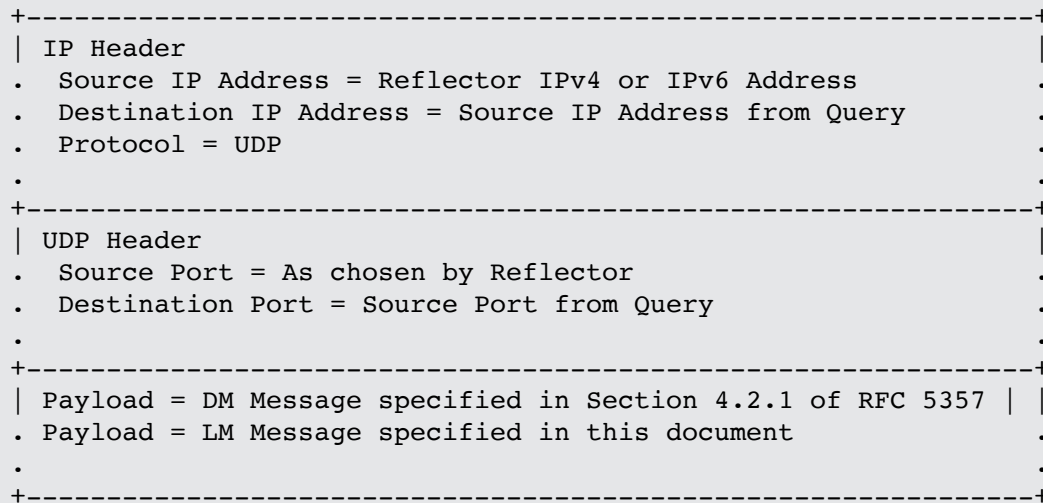 +---------------------------------------------------------------+
| IP Header                                                     |
.  Source IP Address = Reflector IPv4 or IPv6 Address           .
.  Destination IP Address = Source IP Address from Query        .
.  Protocol = UDP                                               .
.                                                               .
+---------------------------------------------------------------+
| UDP Header                                                    |
.  Source Port = As chosen by Reflector                         .
.  Destination Port = Source Port from Query                    .
.                                                               .
+---------------------------------------------------------------+
| Payload = DM Message specified in Section 4.2.1 of RFC 5357 | |
. Payload = LM Message specified in this document               .
.                                                               .
+---------------------------------------------------------------+